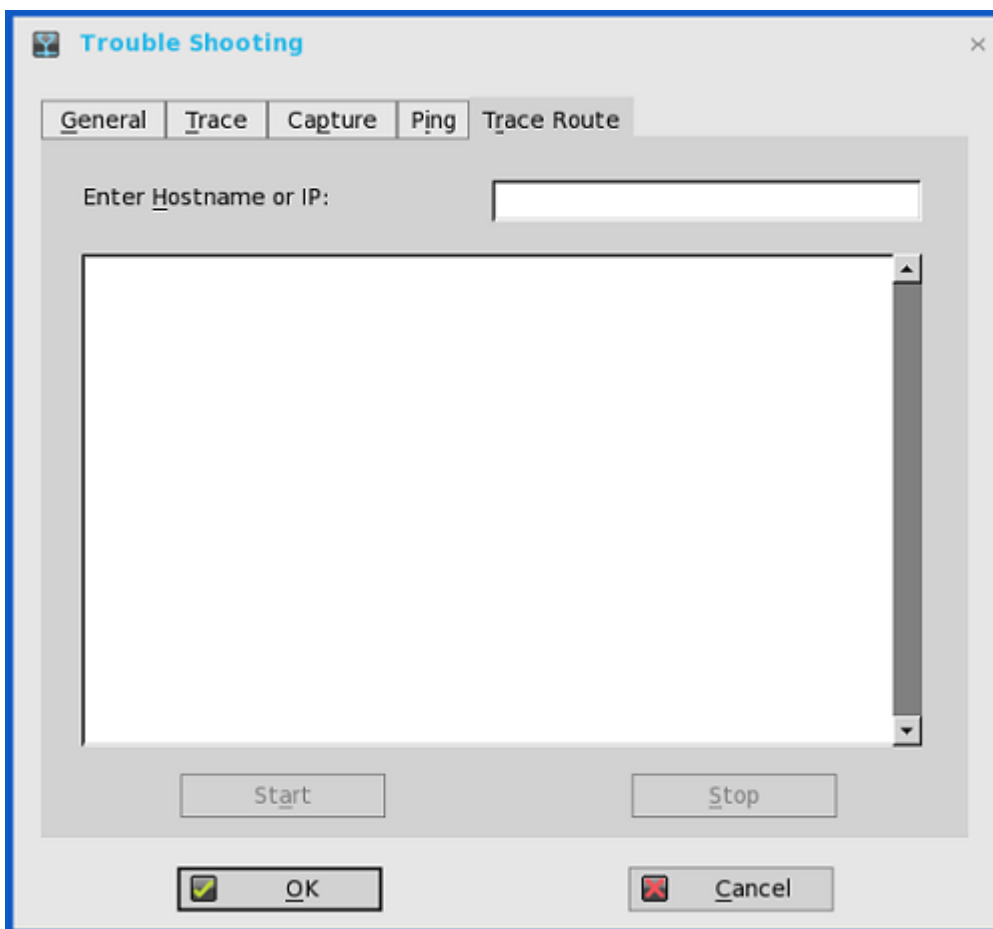 Trouble Shooting
General Trace Capture Ping Trace Route
Enter Hostname or IP:
Start Stop
OK Cancel